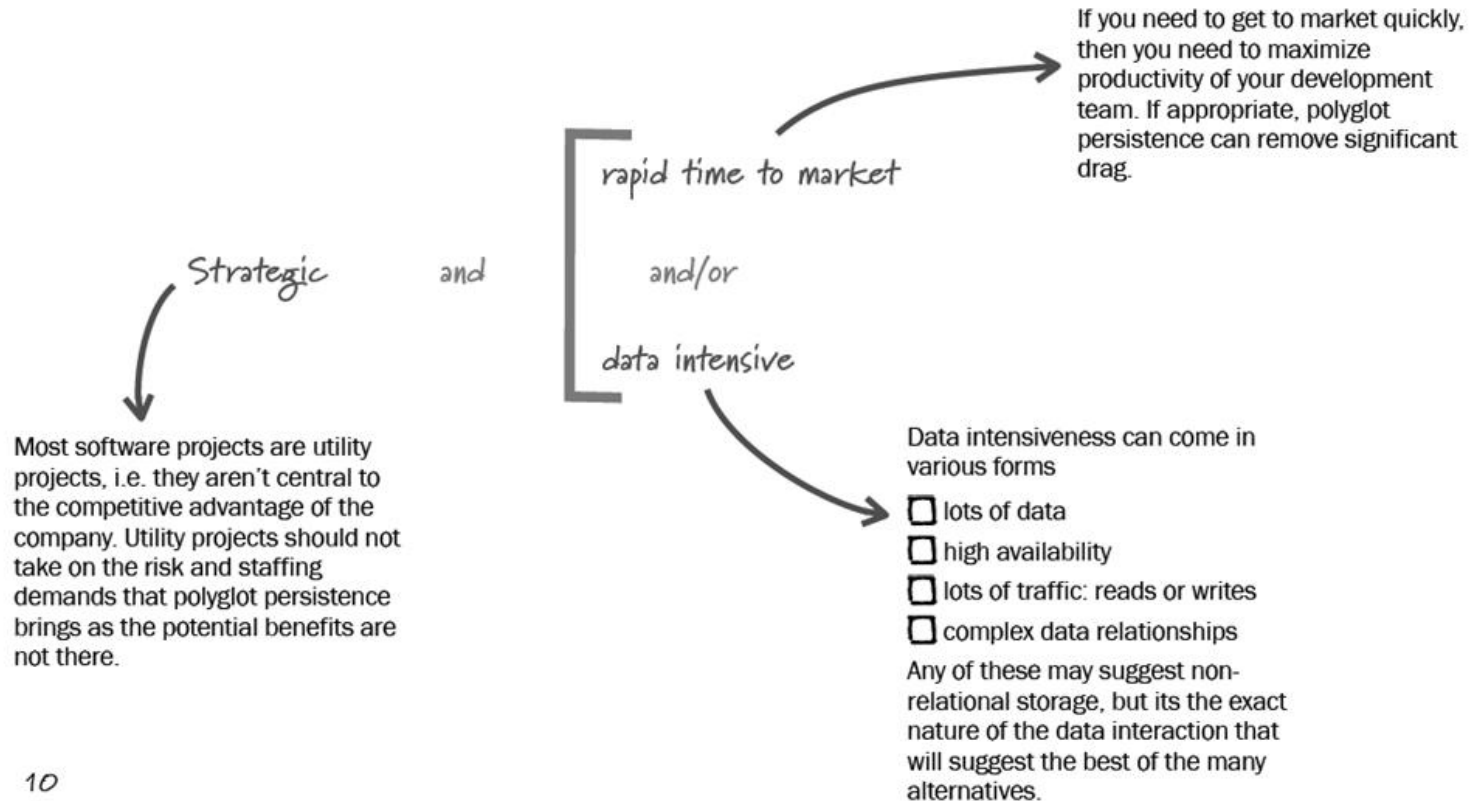 If you need to get to market quickly,
then you need to maximize
productivity of your development
team. If appropriate, polyglot
persistence can remove significant
drag.
rapid time to market
Strategic and and/or
data intensive
Most software projects are utility
projects, i.e. they aren't central to
the competitive advantage of the
company. Utility projects should not
take on the risk and staffing
demands that polyglot persistence
brings as the potential benefits are
not there.
Data intensiveness can come in
various forms
lots of data
high availability
lots of traffic: reads or writes
complex data relationships
Any of these may suggest non-
relational storage, but its the exact
nature of the data interaction that
will suggest the best of the many
alternatives.
10